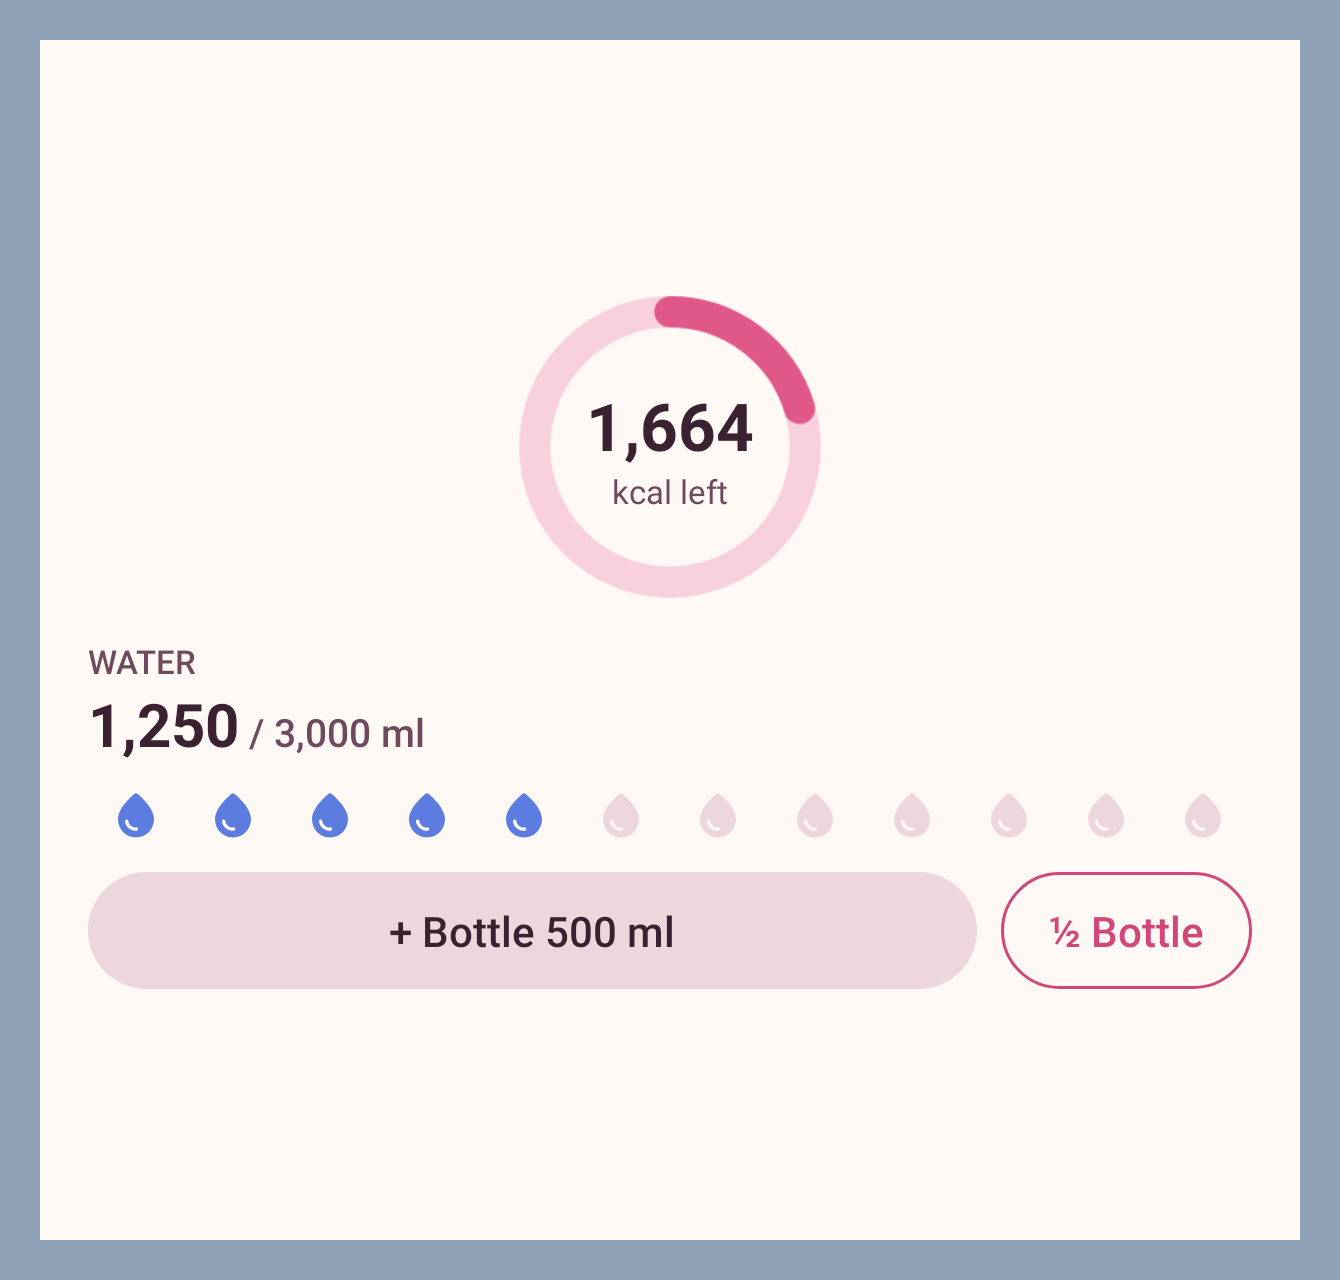 1,664
kcal left
WATER
1,250 / 3,000 ml
+ Bottle 500 ml
½ Bottle